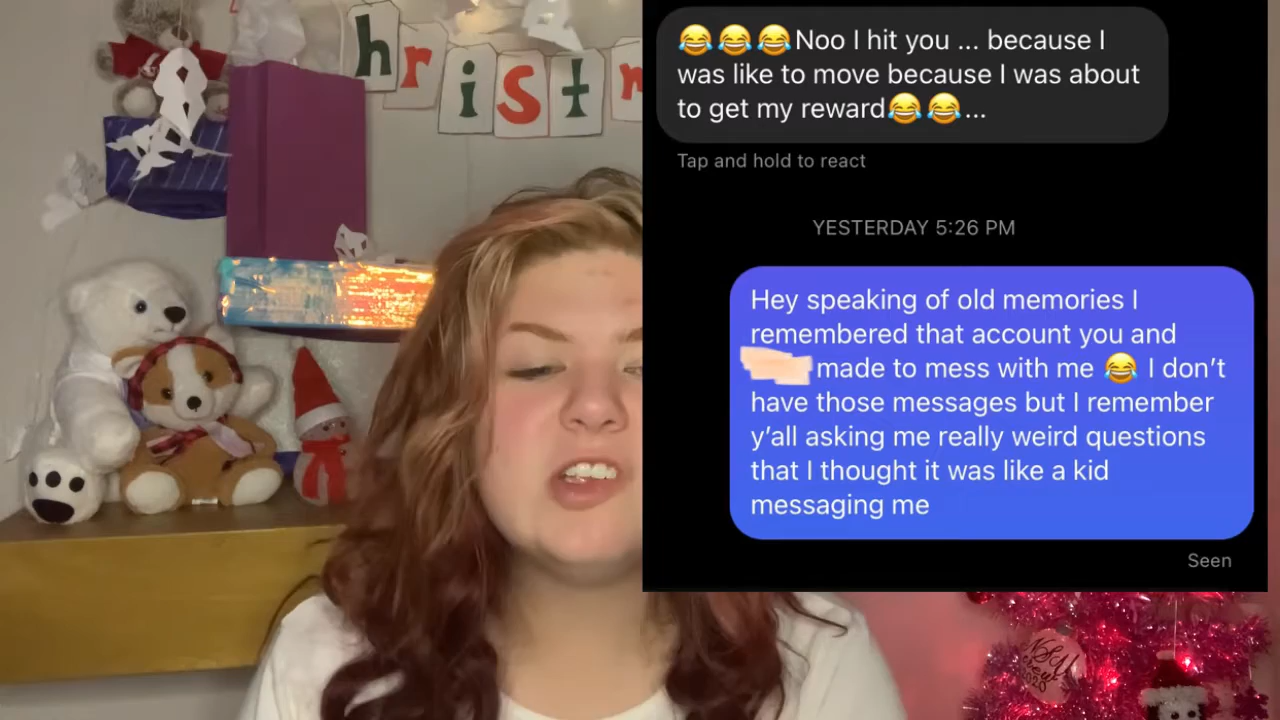 hristm
😂😂😂Noo I hit you ... because I
was like to move because I was about
to get my reward😂😂...
Tap and hold to react
YESTERDAY 5:26 PM
Hey speaking of old memories I
remembered that account you and
made to mess with me 😂 I don't
have those messages but I remember
y'all asking me really weird questions
that I thought it was like a kid
messaging me
Seen
2020